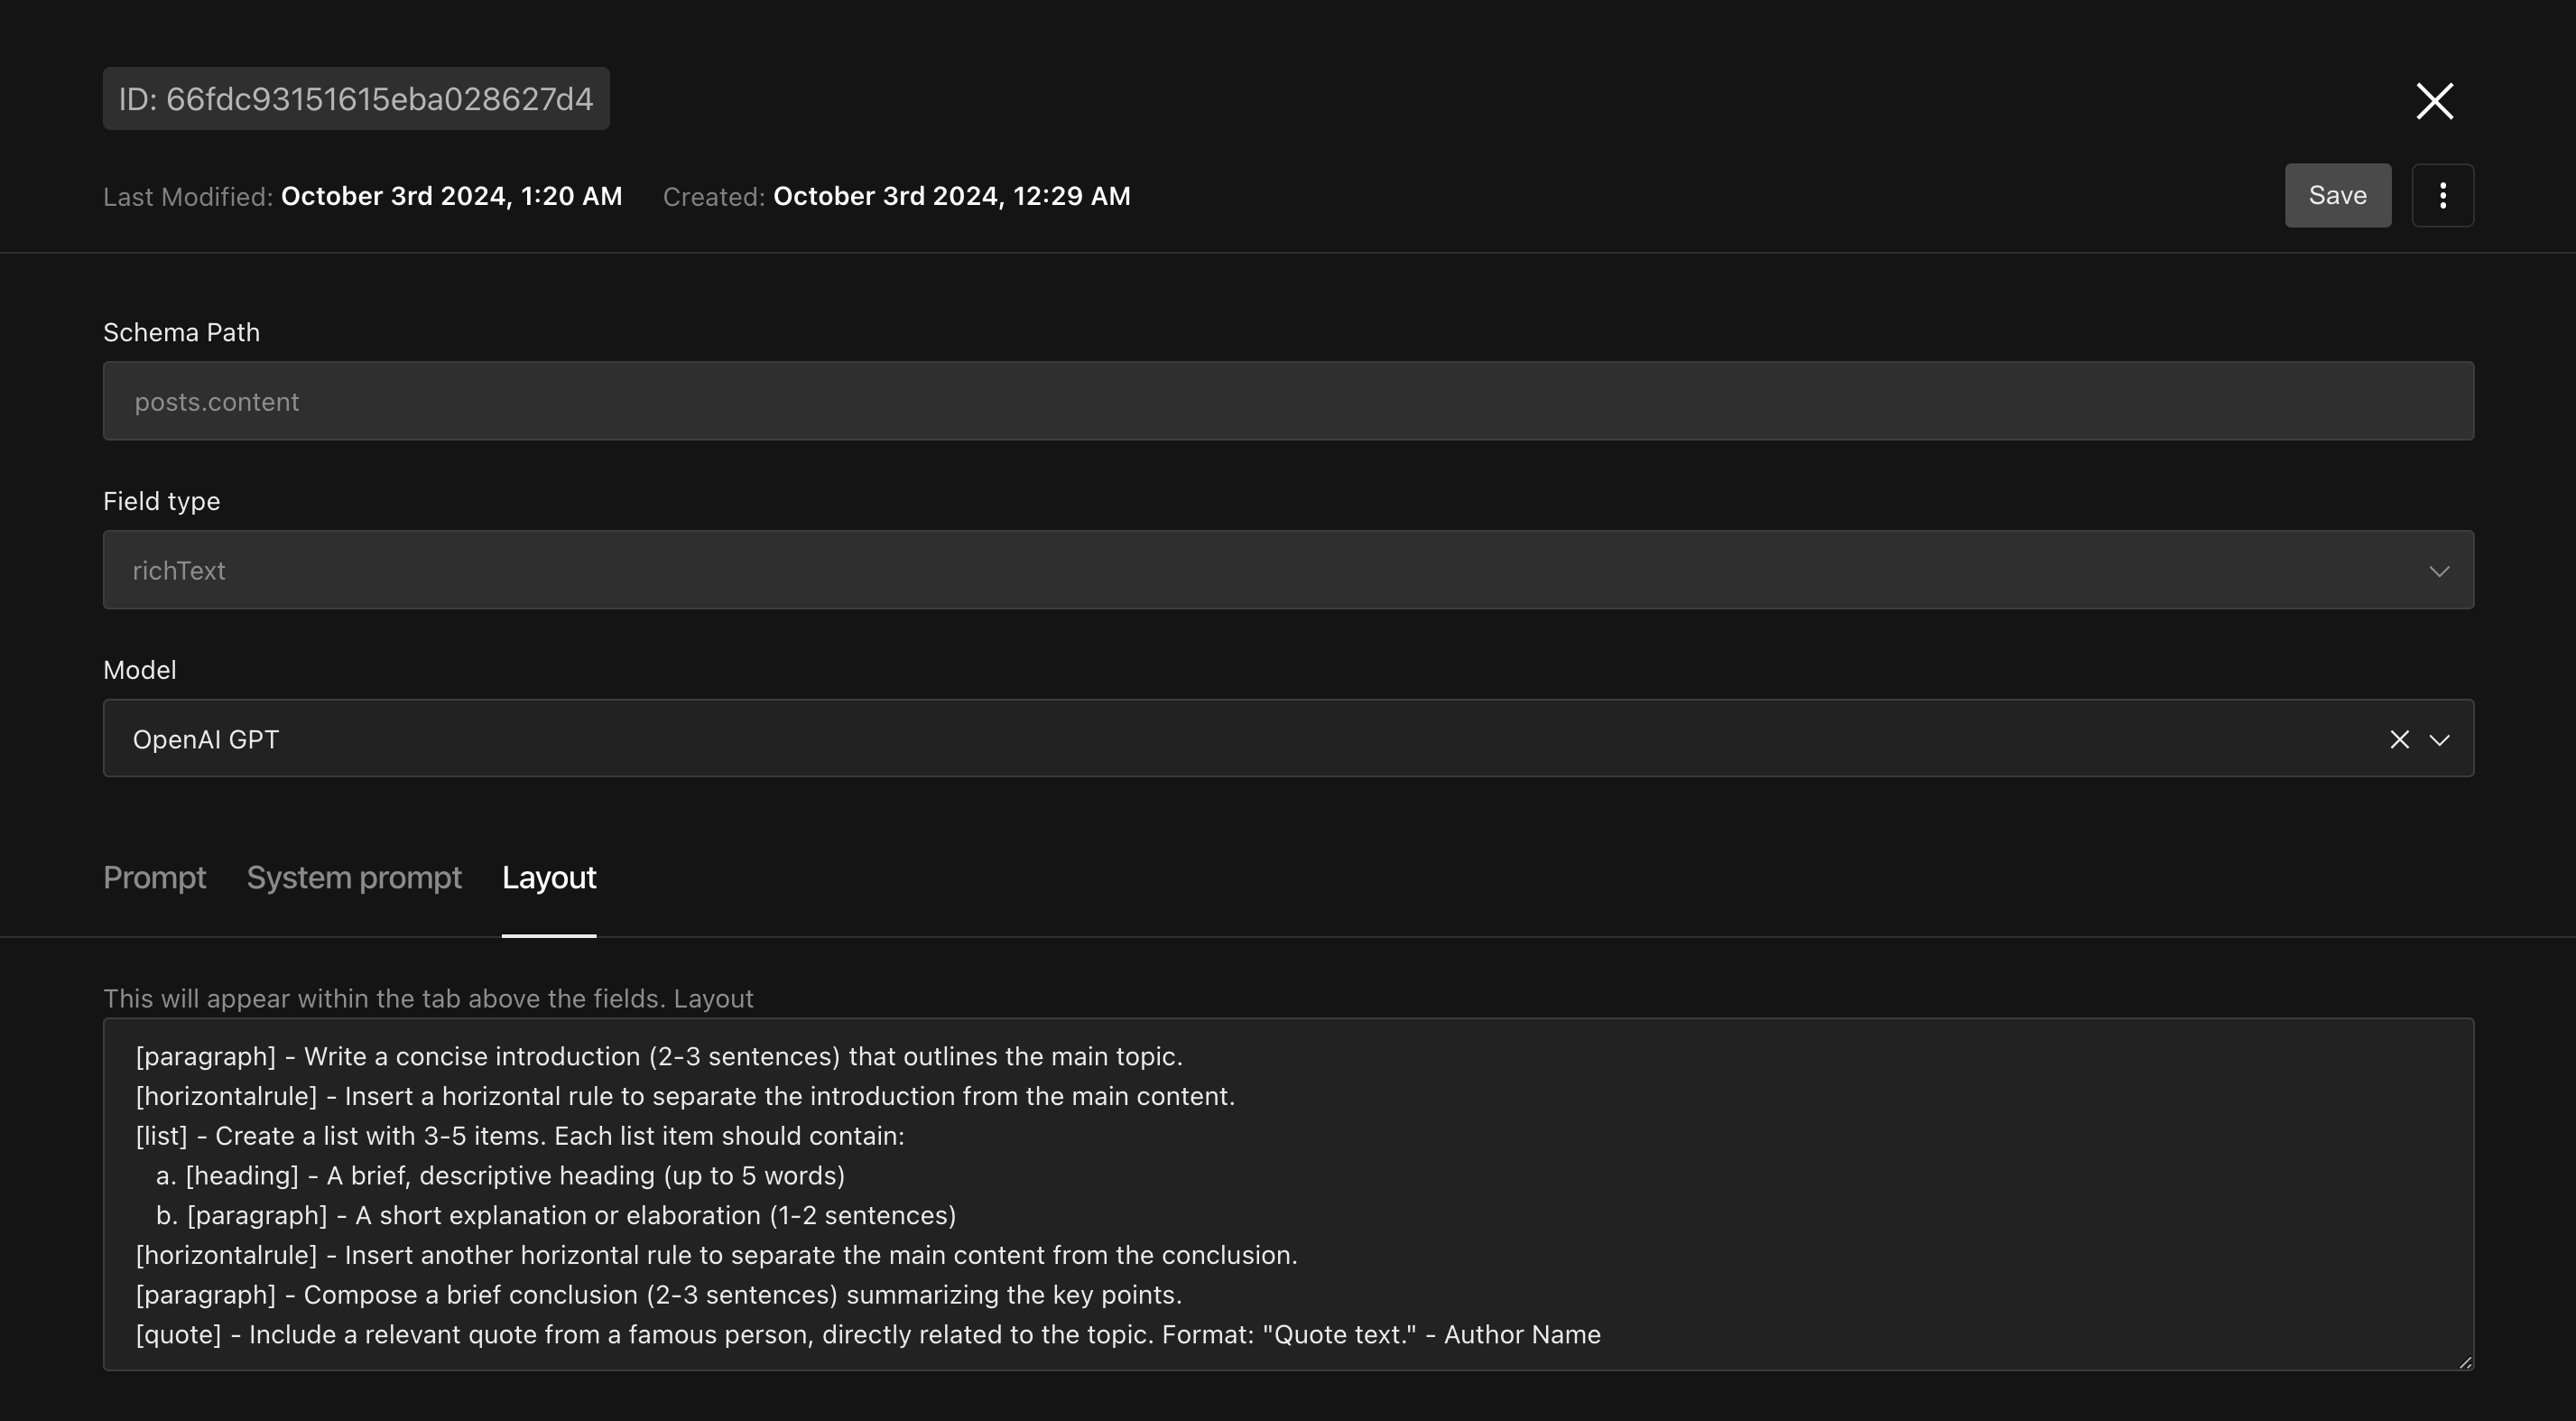 ID: 66fdc93151615eba028627d4
Last Modified: October 3rd 2024, 1:20 AM Created: October 3rd 2024, 12:29 AM
Save
Schema Path
posts.content
Field type
richText
Model
OpenAI GPT
Prompt System prompt Layout
This will appear within the tab above the fields. Layout
[paragraph] - Write a concise introduction (2-3 sentences) that outlines the main topic.
[horizontalrule] - Insert a horizontal rule to separate the introduction from the main content.
[list] - Create a list with 3-5 items. Each list item should contain:
a. [heading] - A brief, descriptive heading (up to 5 words)
b. [paragraph] - A short explanation or elaboration (1-2 sentences)
[horizontalrule] - Insert another horizontal rule to separate the main content from the conclusion.
[paragraph] - Compose a brief conclusion (2-3 sentences) summarizing the key points.
[quote] - Include a relevant quote from a famous person, directly related to the topic. Format: "Quote text." - Author Name